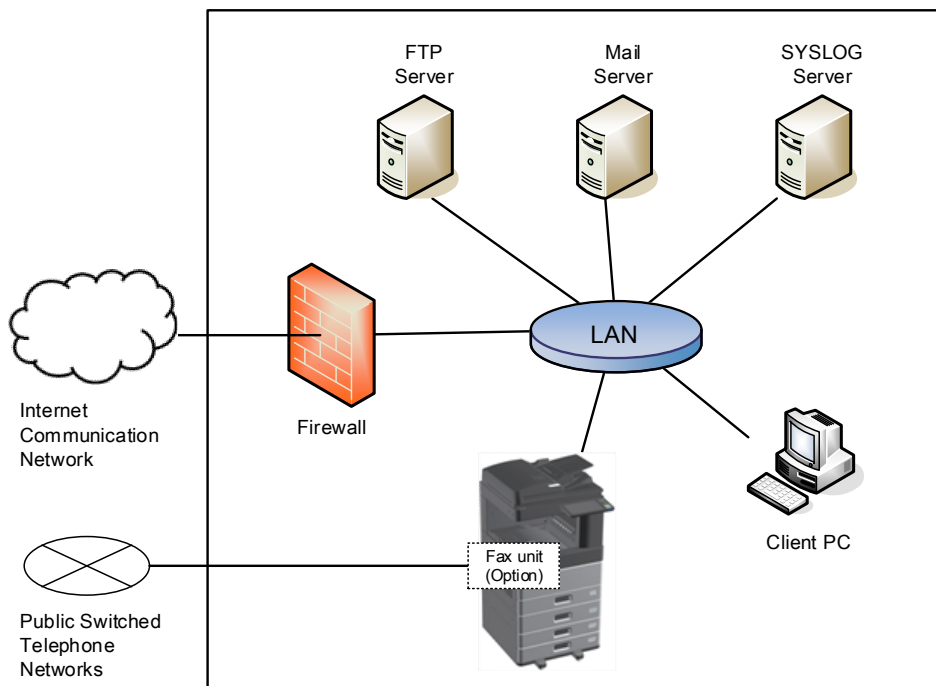 FTP
Server
Mail
Server
SYSLOG
Server
LAN
Internet
Communication
Network
Firewall
Fax unit
(Option)
Client PC
Public Switched
Telephone
Networks